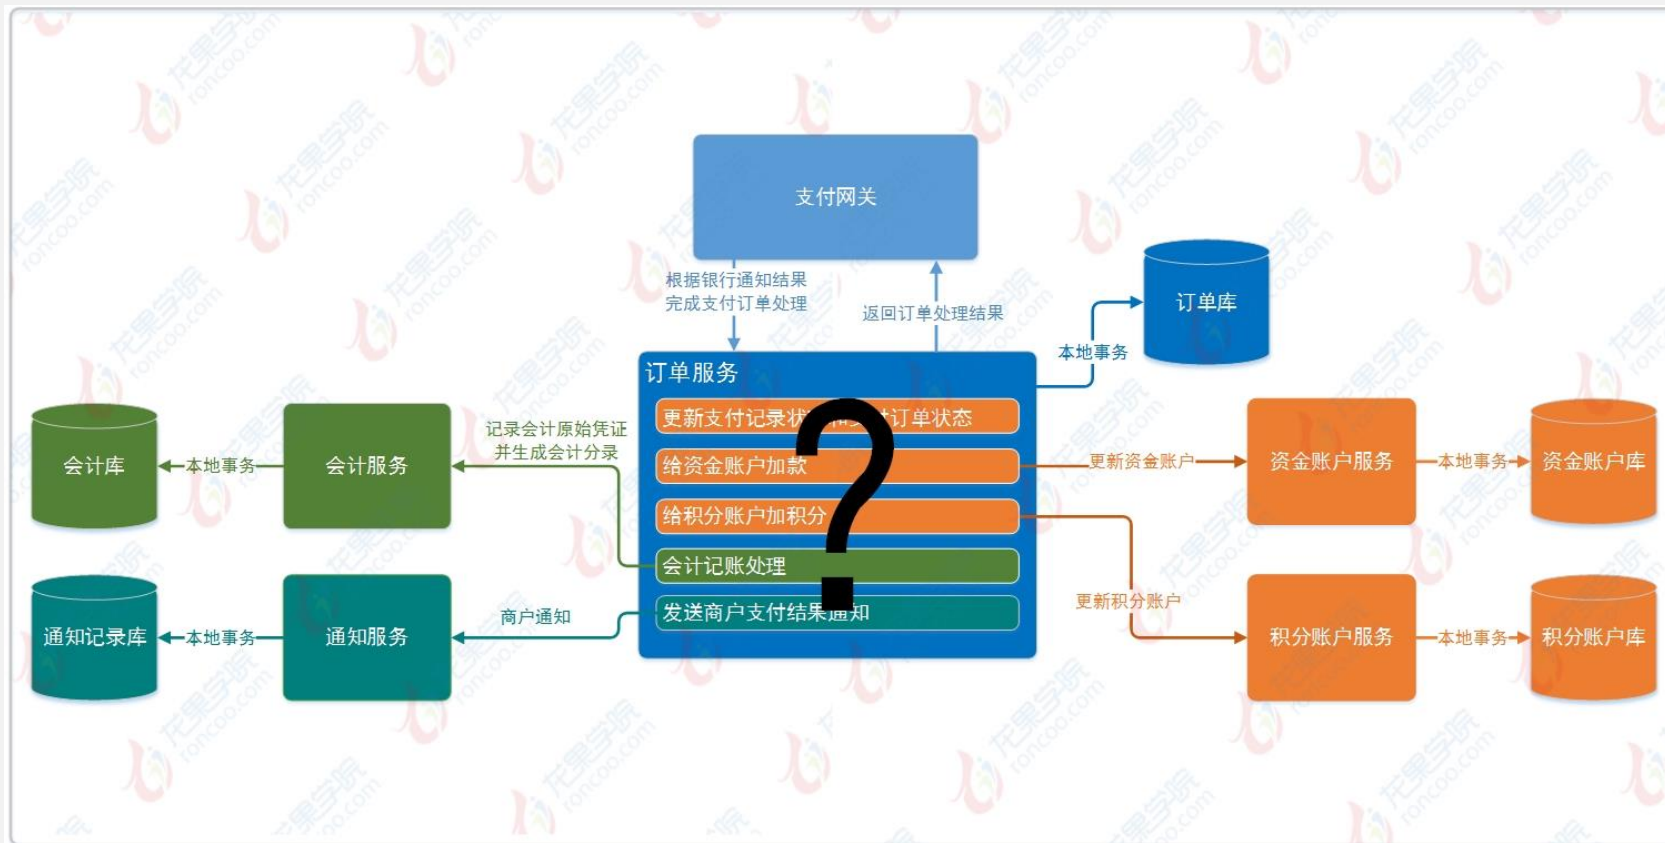 支付网关
根据银行通知结果
完成支付订单处理
返回订单处理结果
订单库
本地事务
订单服务
更新支付记录状 订单状态
给资金账户加款
给积分账户加积分
会计记账处理
发送商户支付结果通知
记录会计原始凭证
并生成会计分录
会计服务
本地事务
会计库
商户通知
通知服务
本地事务
通知记录库
更新资金账户
资金账户服务
本地事务
资金账户库
更新积分账户
积分账户服务
本地事务
积分账户库
?
龙果学院
roncoo.com